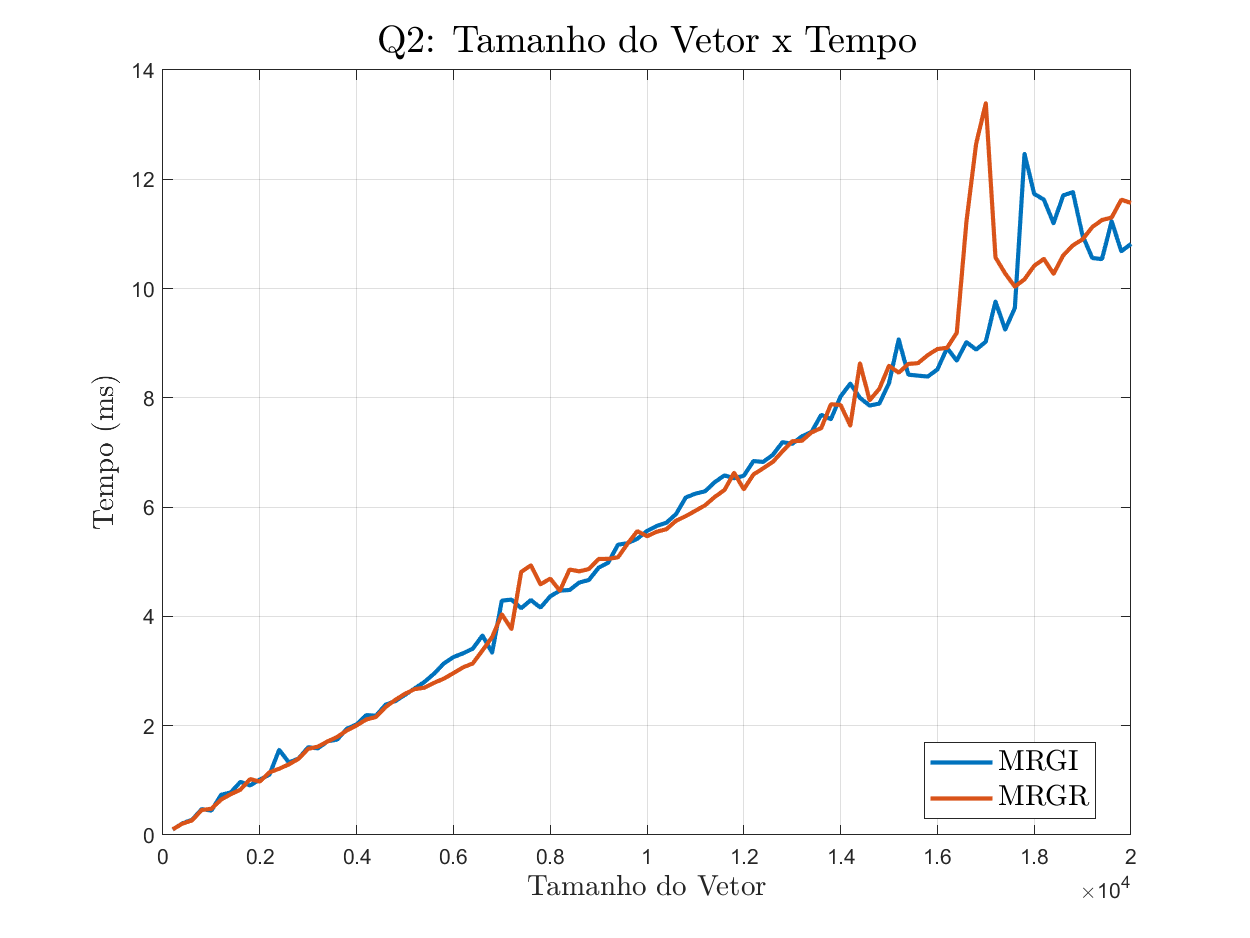 Q2: Tamanho do Vetor x Tempo
14
12
10
8
6
4
2
0
Tempo (ms)
MRGI
MRGR
0 0.2 0.4 0.6 0.8 1 1.2 1.4 1.6 1.8 2
Tamanho do Vetor
×10⁴